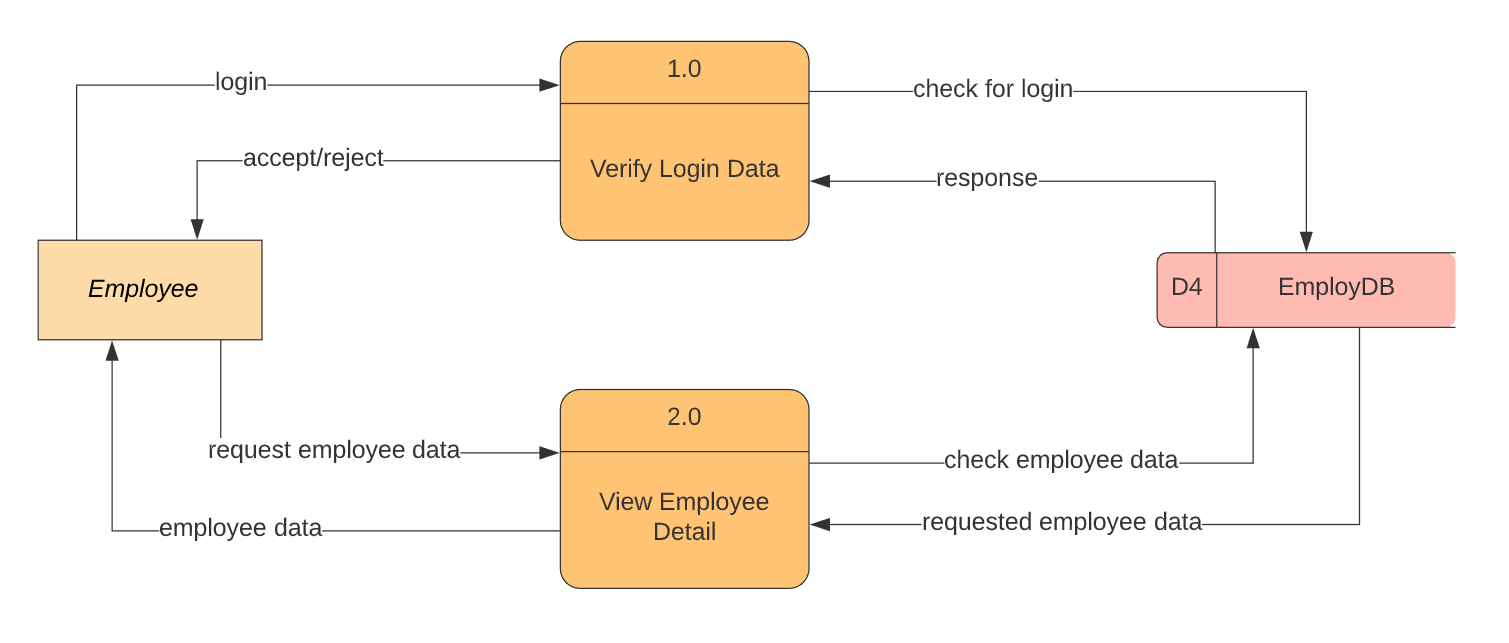 1.0
login
check for login
accept/reject
Verify Login Data
response
Employee
D4
EmployDB
2.0
request employee data
check employee data
View Employee
Detail
employee data
requested employee data